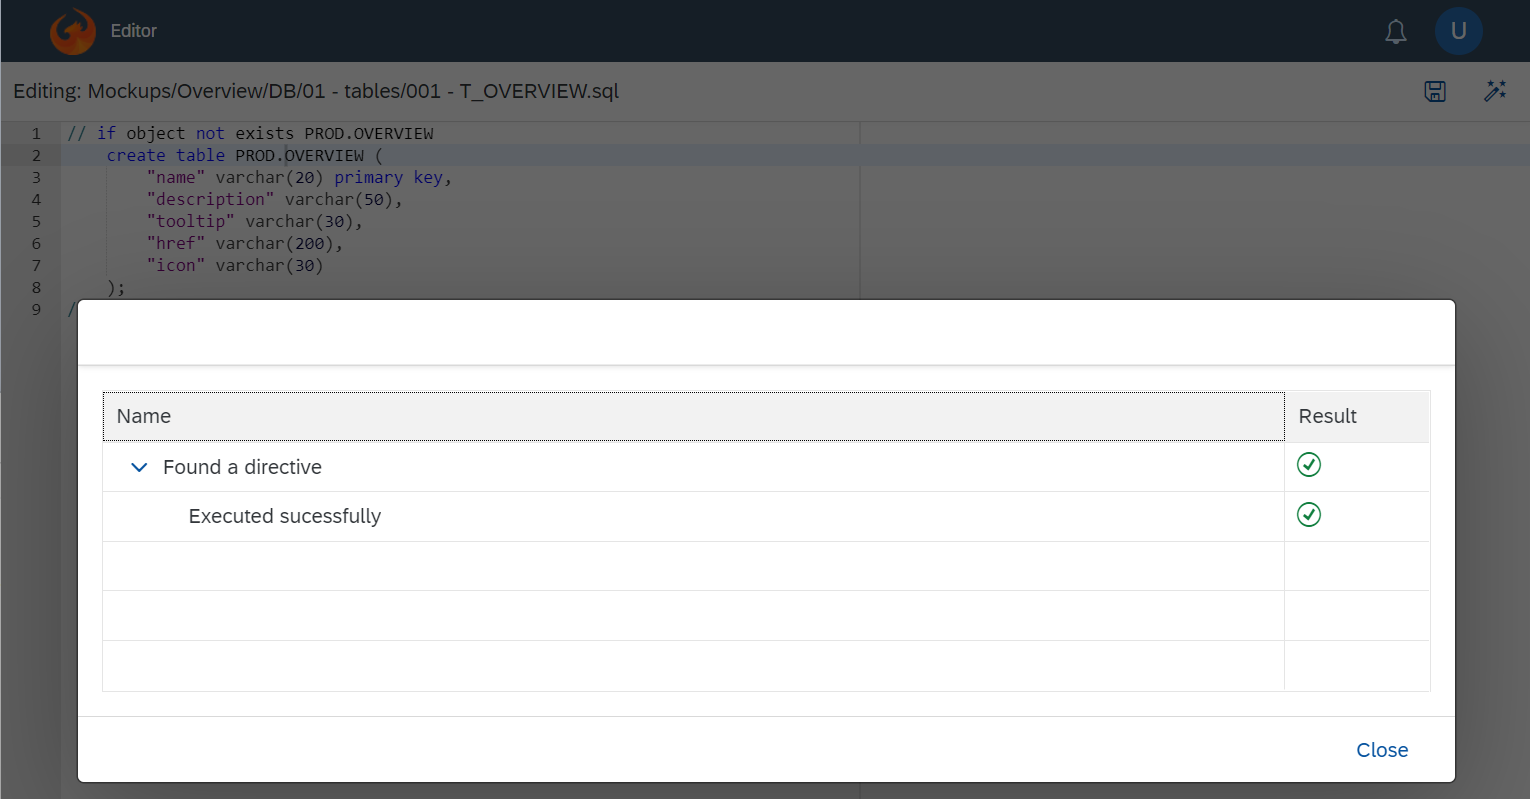 Editor
U
Editing: Mockups/Overview/DB/01 - tables/001 - T_OVERVIEW.sql
1 // if object not exists PROD.OVERVIEW
2 create table PROD.OVERVIEW (
3 "name" varchar(20) primary key,
4 "description" varchar(50),
5 "tooltip" varchar(30),
6 "href" varchar(200),
7 "icon" varchar(30)
8 );
9 /
Name Result
Found a directive
Executed sucessfully
Close